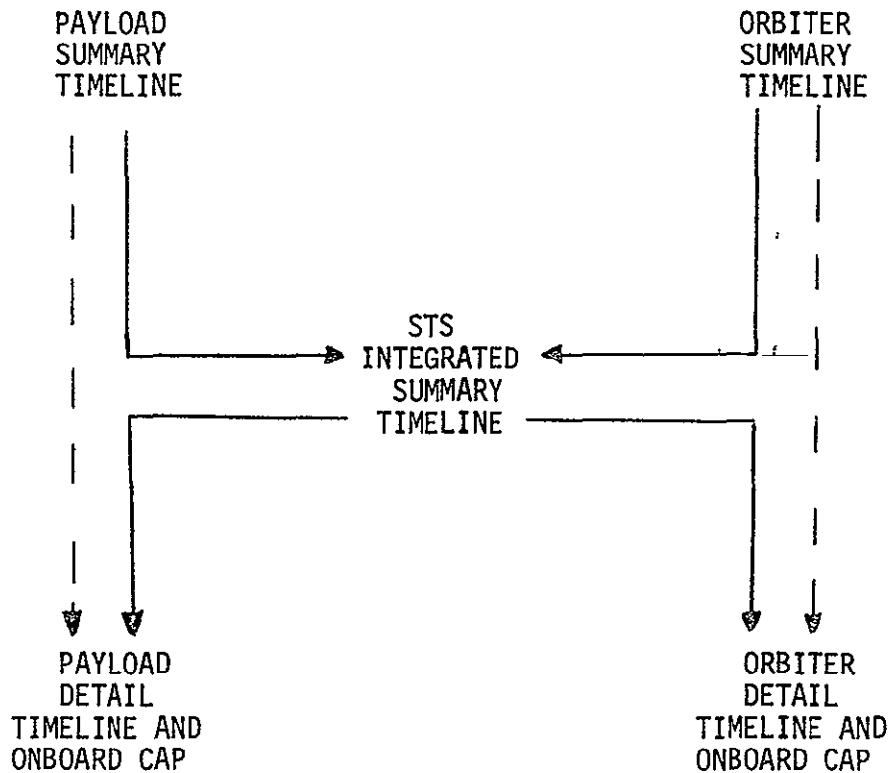 PAYLOAD
SUMMARY
TIMELINE
ORBITER
SUMMARY
TIMELINE
STS
INTEGRATED
SUMMARY
TIMELINE
PAYLOAD
DETAIL
TIMELINE AND
ONBOARD CAP
ORBITER
DETAIL
TIMELINE AND
ONBOARD CAP